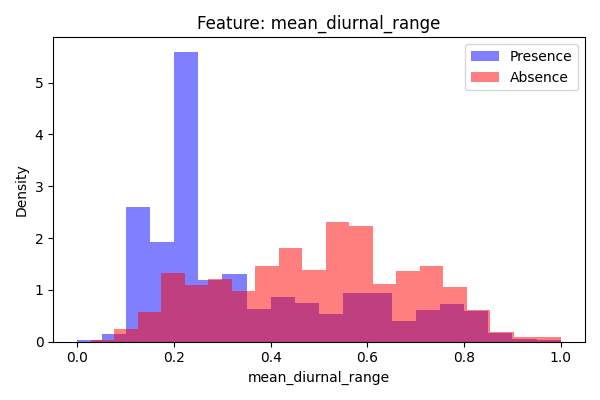 Feature: mean_diurnal_range
Presence
Absence
Density
5
4
3
2
1
0
0.0 0.2 0.4 0.6 0.8 1.0
mean_diurnal_range